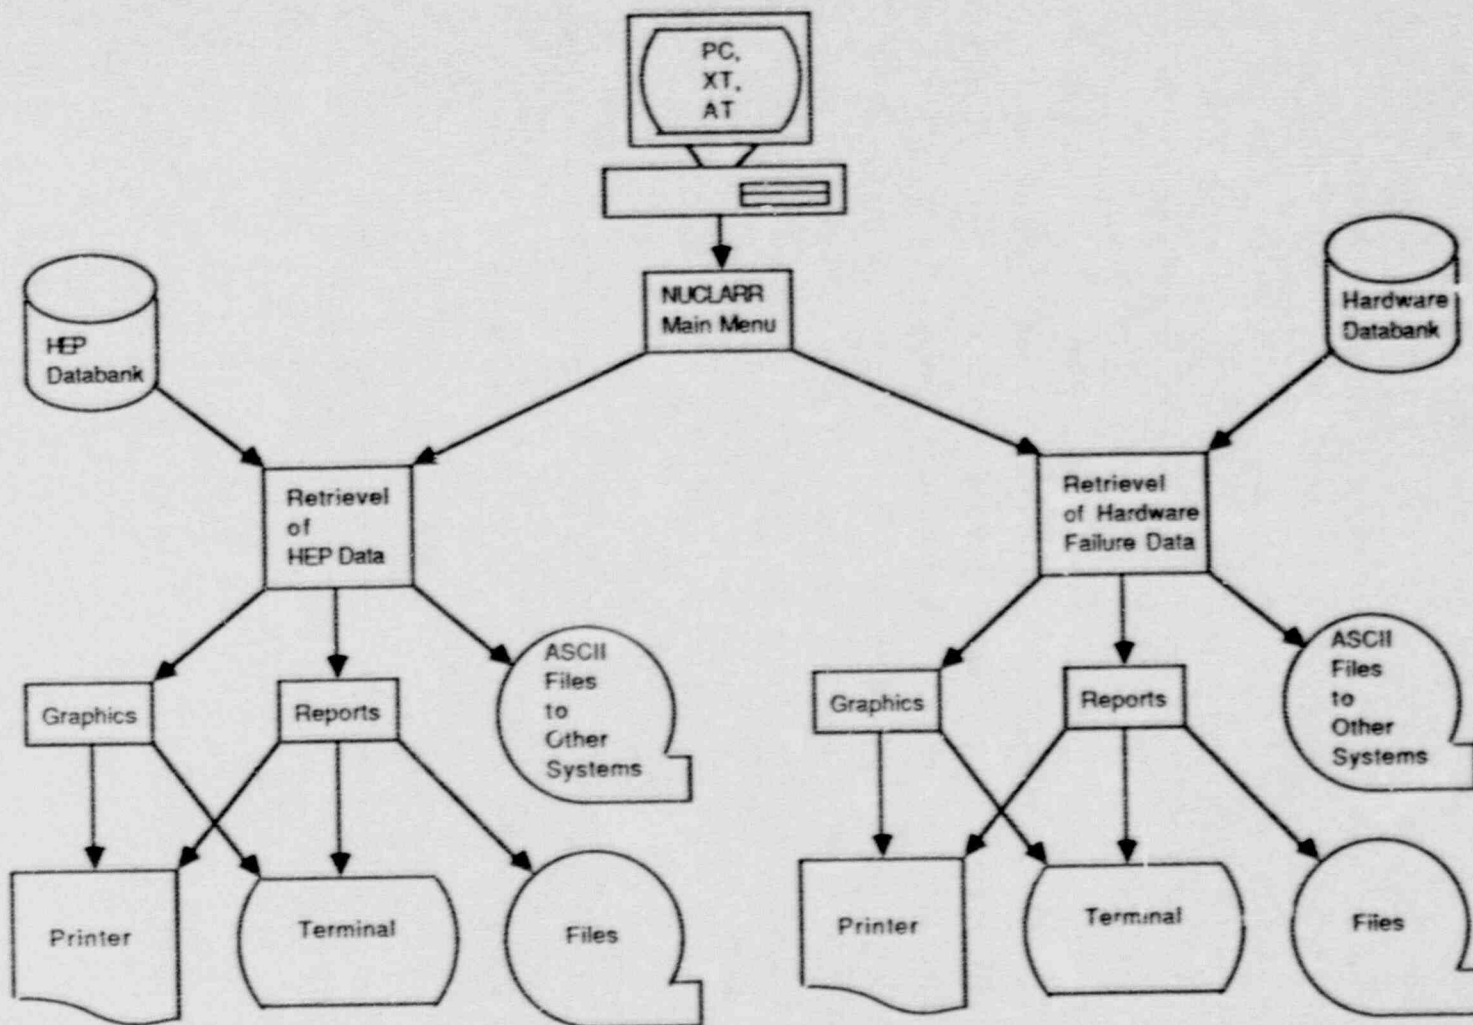 PC,
XT,
AT
NUCLARR
Main Menu
HEP
Databank
Hardware
Databank
Retrievel
of
HEP Data
Retrievel
of Hardware
Failure Data
Graphics
Reports
ASCII
Files
to
Other
Systems
Graphics
Reports
ASCII
Files
to
Other
Systems
Printer
Terminal
Files
Printer
Terminal
Files